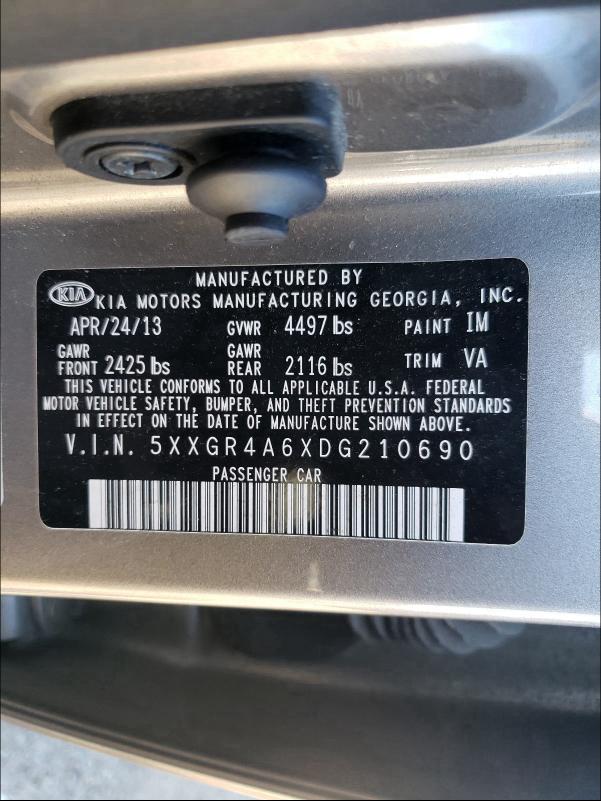 MANUFACTURED BY
KIA KIA MOTORS MANUFACTURING GEORGIA, INC.
APR/24/13 GVWR 4497 lbs PAINT IM
GAWR FRONT 2425 lbs GAWR REAR 2116 lbs TRIM VA
THIS VEHICLE CONFORMS TO ALL APPLICABLE U.S.A. FEDERAL
MOTOR VEHICLE SAFETY, BUMPER, AND THEFT PREVENTION STANDARDS
IN EFFECT ON THE DATE OF MANUFACTURE SHOWN ABOVE.
V.I.N. 5XXGR4A6XDG210690
PASSENGER CAR